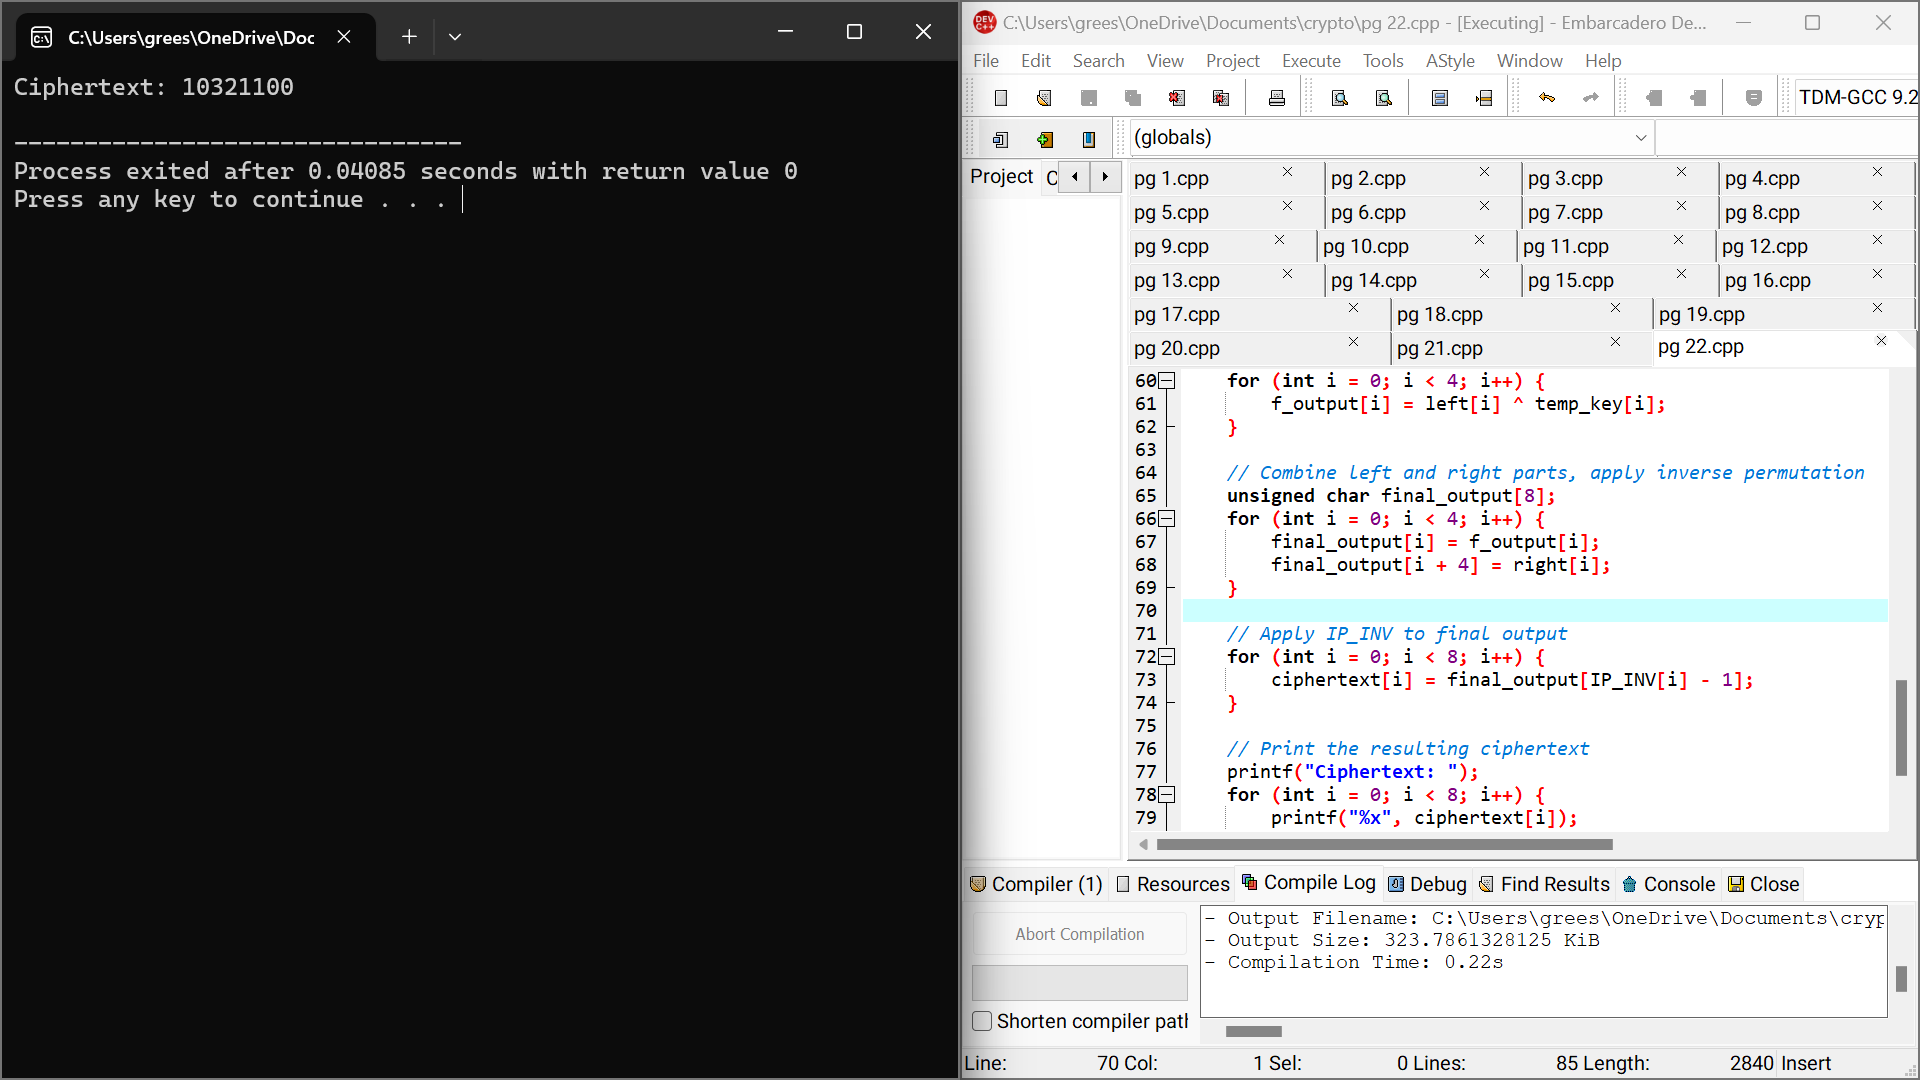 C:\Users\grees\OneDrive\Doc
Ciphertext: 10321100
--------------------------------
Process exited after 0.04085 seconds with return value 0
Press any key to continue . . .
C:\Users\grees\OneDrive\Documents\crypto\pg 22.cpp - [Executing] - Embarcadero De...
File Edit Search View Project Execute Tools AStyle Window Help
TDM-GCC 9.2
(globals)
Project C
pg 1.cpp pg 2.cpp pg 3.cpp pg 4.cpp
pg 5.cpp pg 6.cpp pg 7.cpp pg 8.cpp
pg 9.cpp pg 10.cpp pg 11.cpp pg 12.cpp
pg 13.cpp pg 14.cpp pg 15.cpp pg 16.cpp
pg 17.cpp pg 18.cpp pg 19.cpp
pg 20.cpp pg 21.cpp pg 22.cpp
60 for (int i = 0; i < 4; i++) {
61 f_output[i] = left[i] ^ temp_key[i];
62 }
63
64 // Combine left and right parts, apply inverse permutation
65 unsigned char final_output[8];
66 for (int i = 0; i < 4; i++) {
67 final_output[i] = f_output[i];
68 final_output[i + 4] = right[i];
69 }
70
71 // Apply IP_INV to final output
72 for (int i = 0; i < 8; i++) {
73 ciphertext[i] = final_output[IP_INV[i] - 1];
74 }
75
76 // Print the resulting ciphertext
77 printf("Ciphertext: ");
78 for (int i = 0; i < 8; i++) {
79 printf("%x", ciphertext[i]);
Compiler (1) Resources Compile Log Debug Find Results Console Close
Abort Compilation
Shorten compiler path
- Output Filename: C:\Users\grees\OneDrive\Documents\cryp
- Output Size: 323.7861328125 KiB
- Compilation Time: 0.22s
Line: 70 Col: 1 Sel: 0 Lines: 85 Length: 2840 Insert